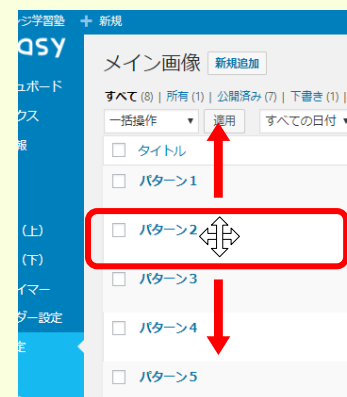 ジ学習塾 + 新規
asy
メイン画像 新規追加
ュボード
すべて (8) | 所有 (1) | 公開済み (7) | 下書き (1) |
クス
一括操作 ▼ 適用 すべての日付 ▼
報
タイトル
パターン1
(上)
パターン2
(下)
イマー
パターン3
ダー設定
パターン4
定
パターン5